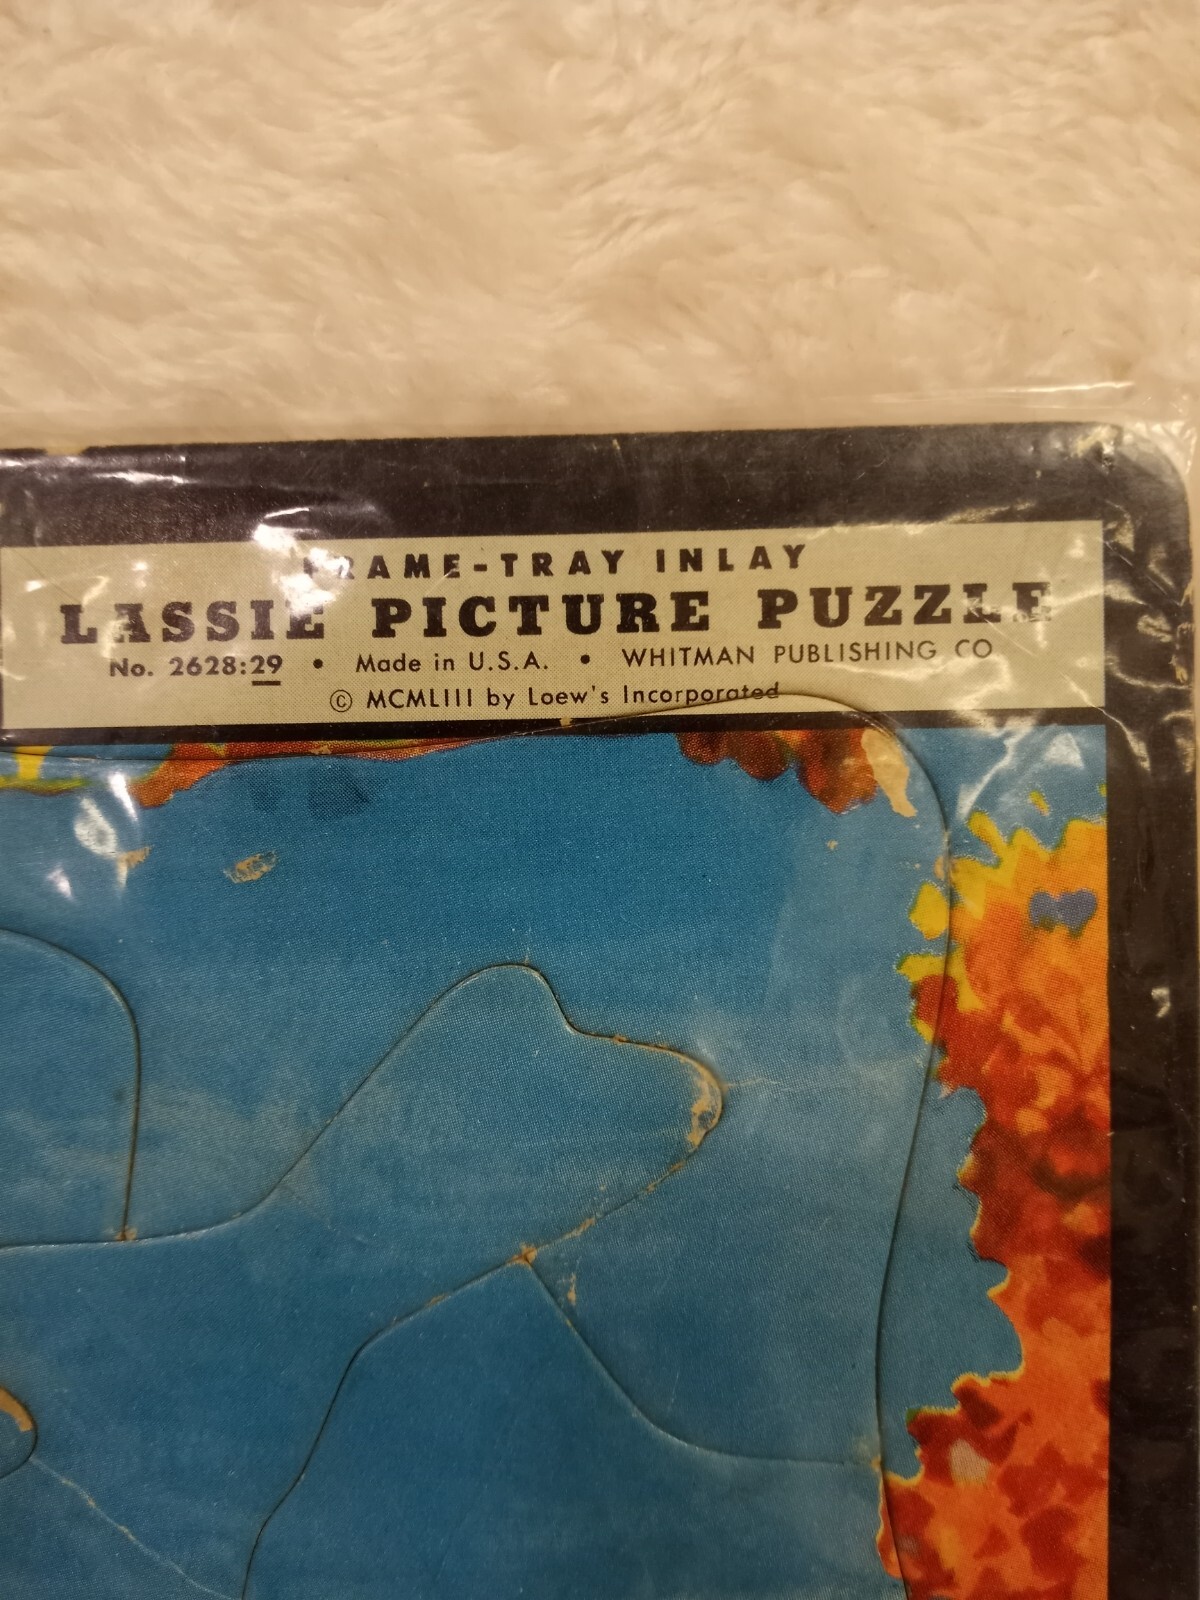 FRAME-TRAY INLAY
LASSIE PICTURE PUZZLE
No. 2628:29 • Made in U.S.A. • WHITMAN PUBLISHING CO
© MCMLIII by Loew's Incorporated